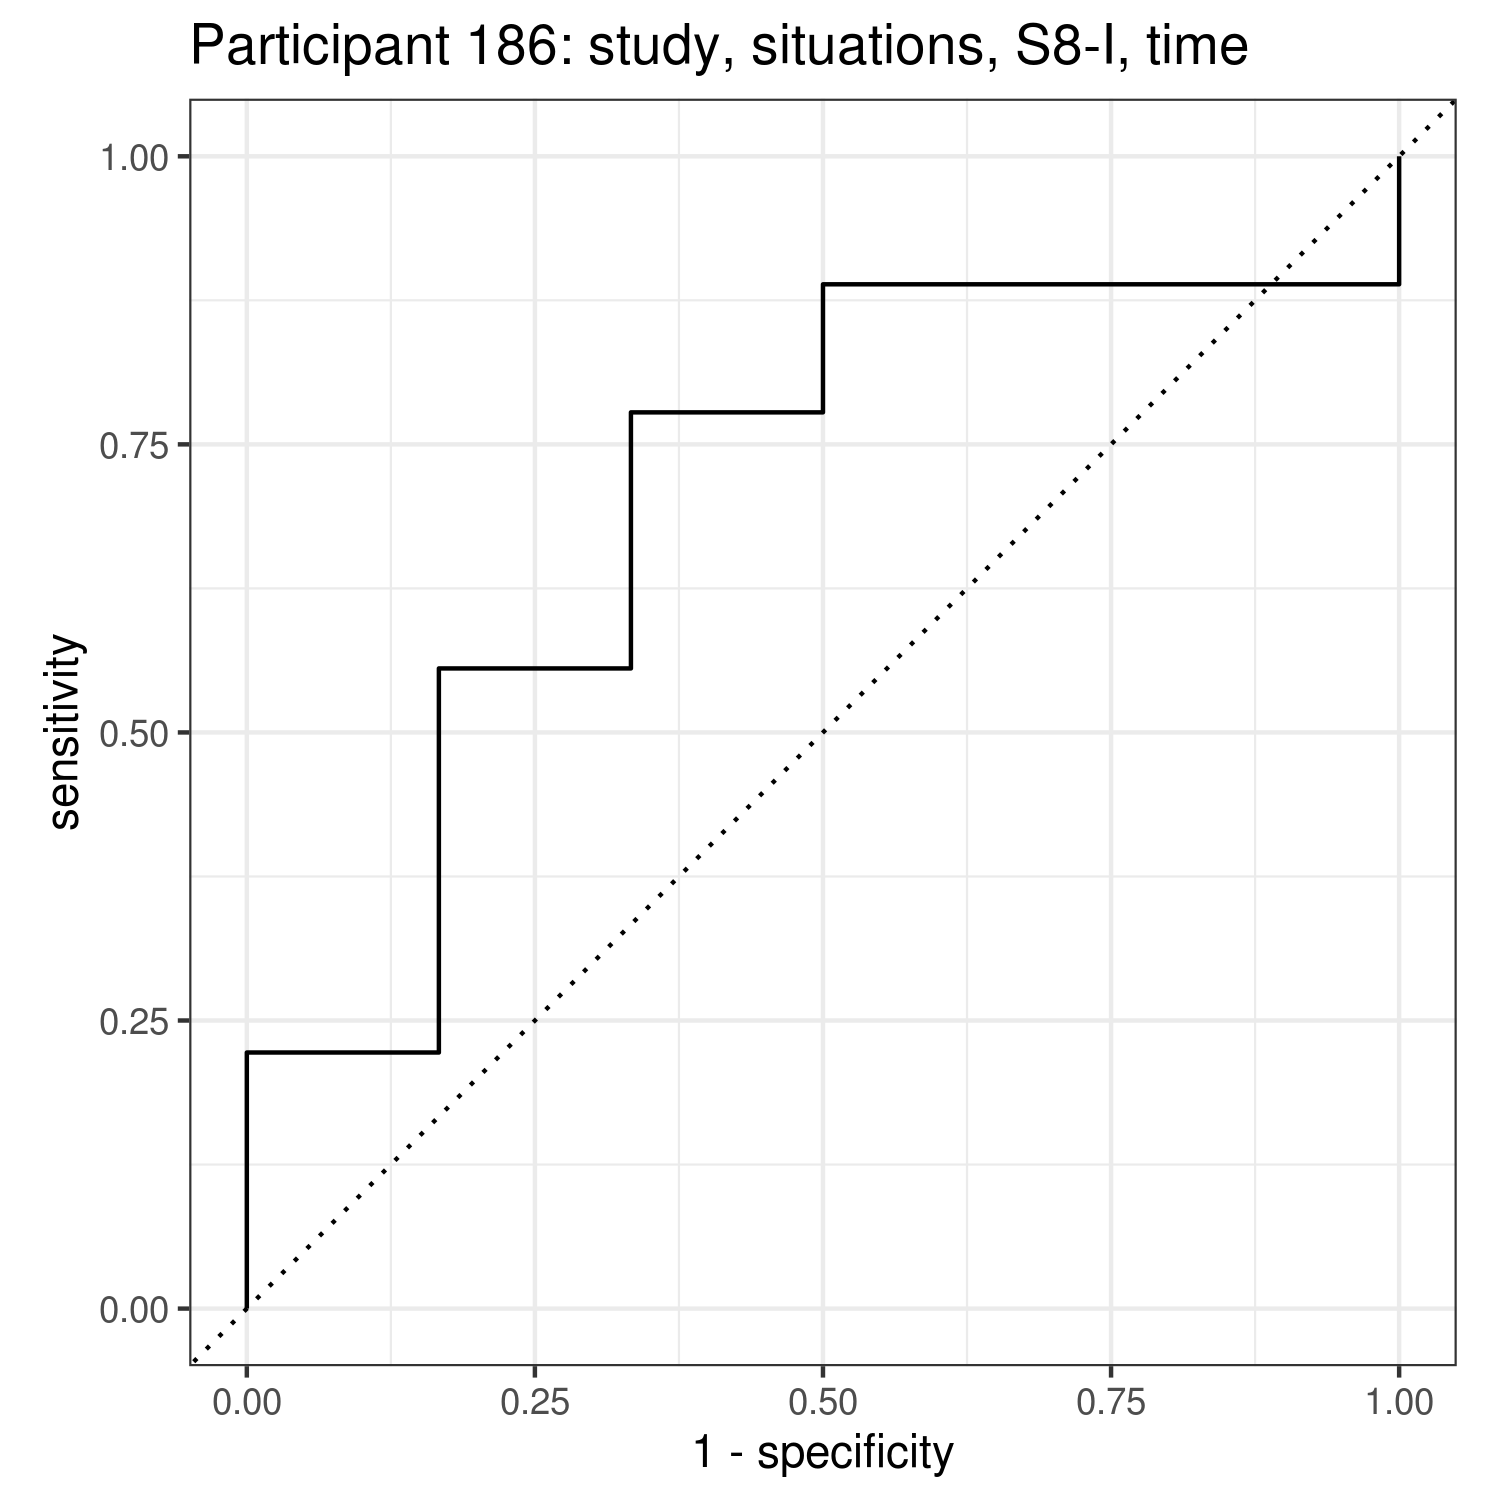 Participant 186: study, situations, S8-I, time
1.00
0.75
0.50
0.25
0.00
sensitivity
0.00 0.25 0.50 0.75 1.00
1 - specificity